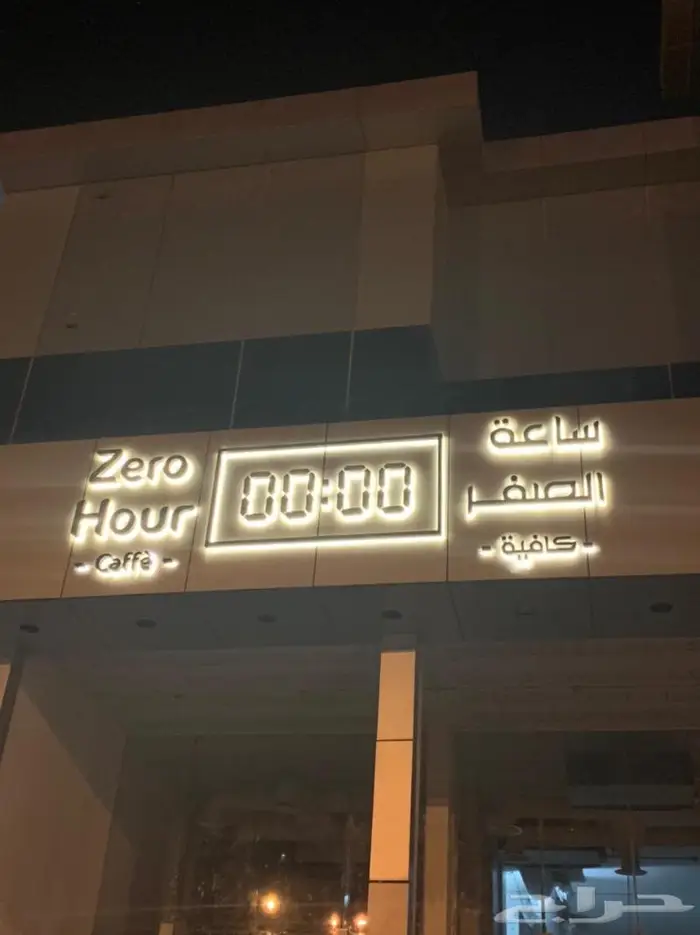 Zero
Hour
- Caffè -
00:00
ساعة
الصفر
- كافية -
حراج